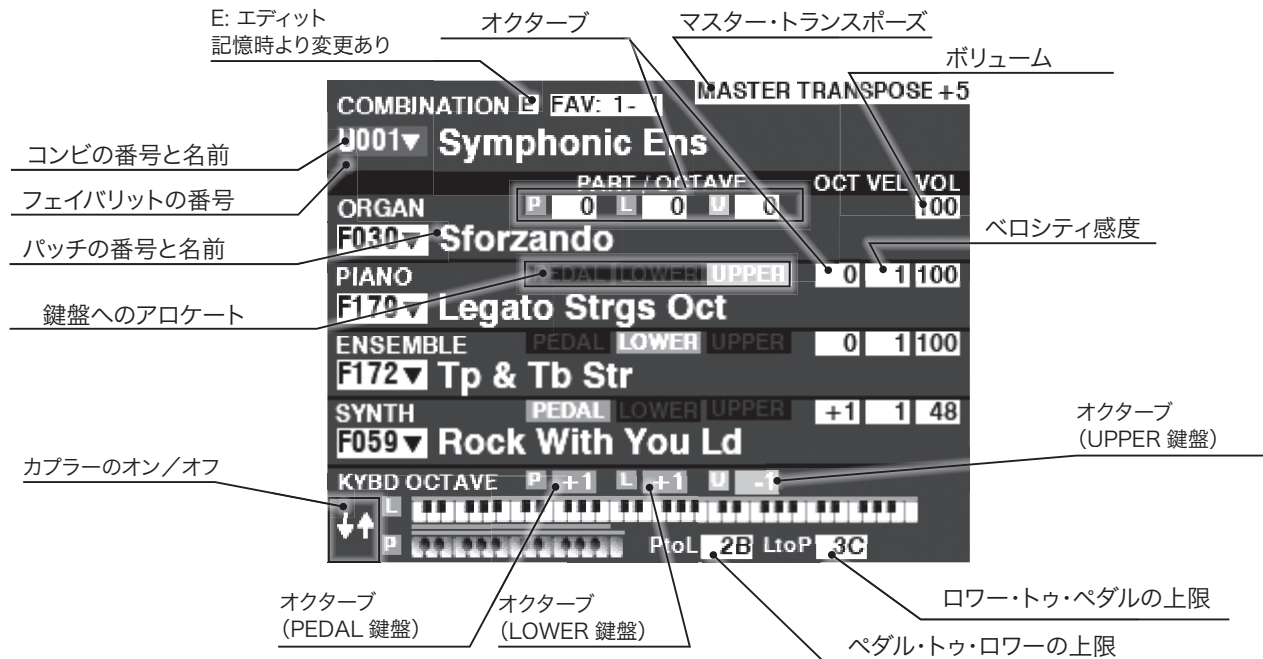 E: エディット
記憶時より変更あり
オクターブ
マスター・トランスポーズ
ボリューム
MASTER TRANSPOSE +5
COMBINATION E FAV: 1- 1
U001▼ Symphonic Ens
コンビの番号と名前
フェイバリットの番号
PART / OCTAVE OCT VEL VOL
ORGAN P 0 L 0 U 0 100
F030▼ Sforzando
パッチの番号と名前
ベロシティ感度
PIANO PEDAL LOWER UPPER 0 1 100
F170▼ Legato Strgs Oct
鍵盤へのアロケート
ENSEMBLE PEDAL LOWER UPPER 0 1 100
F172▼ Tp & Tb Str
SYNTH PEDAL LOWER UPPER +1 1 48
F059▼ Rock With You Ld
オクターブ
（UPPER 鍵盤）
カプラーのオン／オフ
KYBD OCTAVE P +1 L +1 U -1
L
P PtoL 2B LtoP 3C
オクターブ
（PEDAL 鍵盤）
オクターブ
（LOWER 鍵盤）
ロワー・トゥ・ペダルの上限
ペダル・トゥ・ロワーの上限